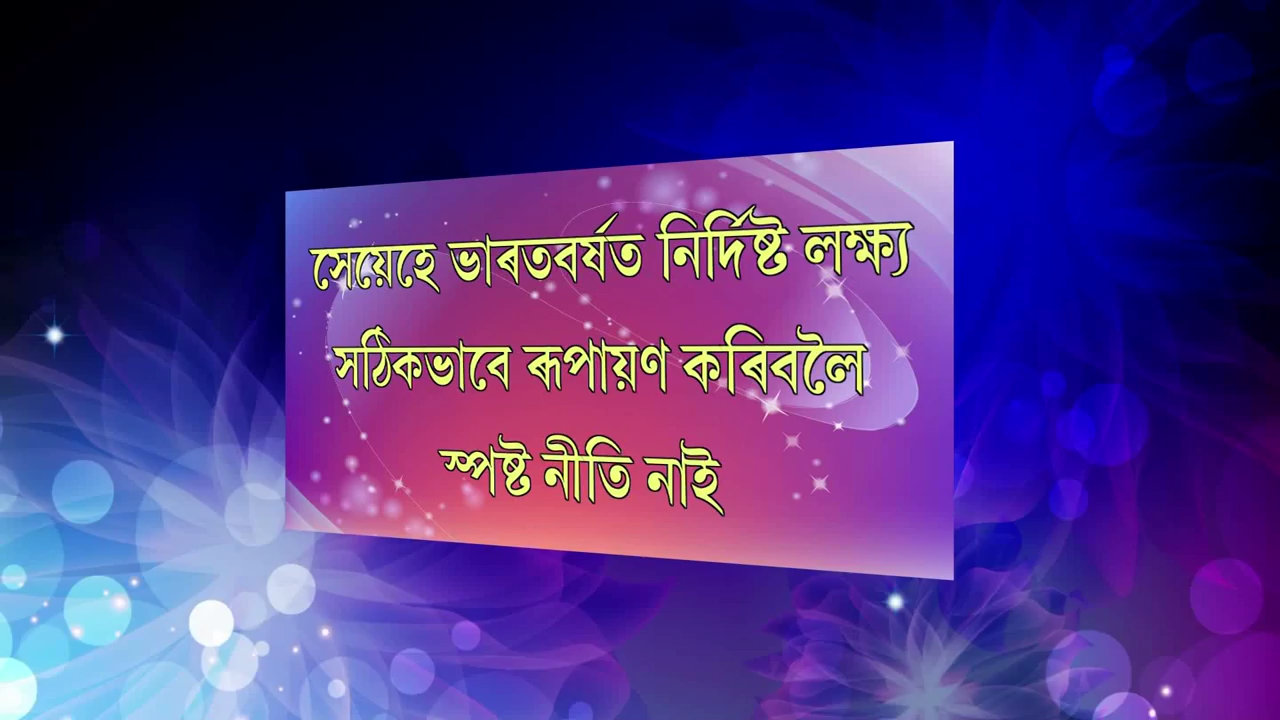 সেয়েহে ভাৰতবৰ্ষত নিৰ্দিষ্ট লক্ষ্য
সঠিকভাবে ৰূপায়ণ কৰিবলৈ
স্পষ্ট নীতি নাই